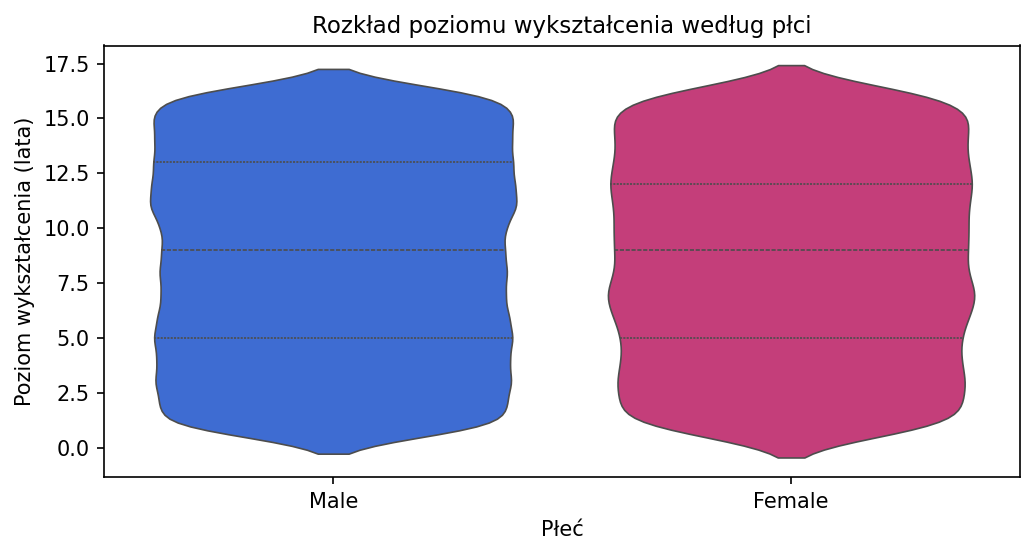 Rozkład poziomu wykształcenia według płci
Poziom wykształcenia (lata)
17.5
15.0
12.5
10.0
7.5
5.0
2.5
0.0
Male
Female
Płeć